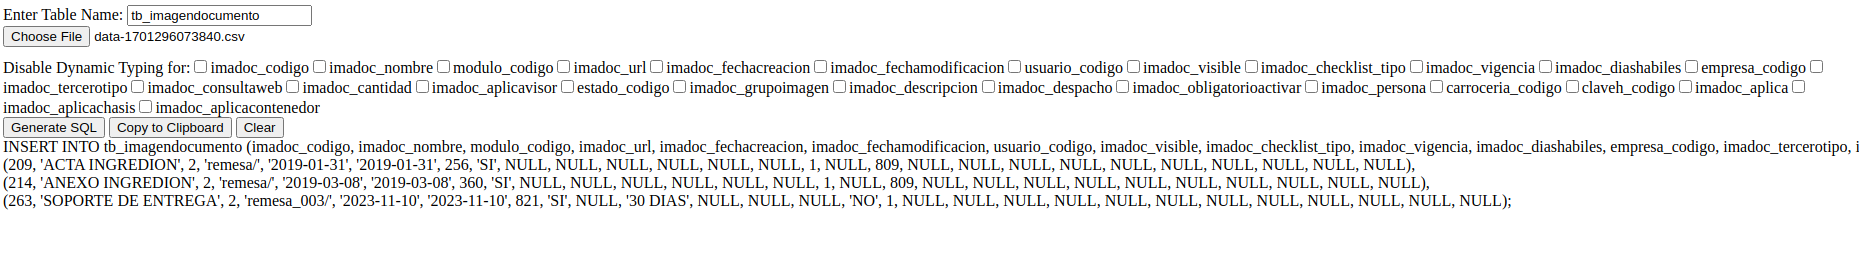 Enter Table Name: tb_imagendocumento
Choose File data-1701296073840.csv
Disable Dynamic Typing for: imadoc_codigo imadoc_nombre modulo_codigo imadoc_url imadoc_fechacreacion imadoc_fechamodificacion usuario_codigo imadoc_visible imadoc_checklist_tipo imadoc_vigencia imadoc_diashabiles empresa_codigo
imadoc_tercerotipo imadoc_consultaweb imadoc_cantidad imadoc_aplicavisor estado_codigo imadoc_grupoimagen imadoc_descripcion imadoc_despacho imadoc_obligatorioactivar imadoc_persona carroceria_codigo claveh_codigo imadoc_aplica
imadoc_aplicachasis imadoc_aplicacontenedor
Generate SQL Copy to Clipboard Clear
INSERT INTO tb_imagendocumento (imadoc_codigo, imadoc_nombre, modulo_codigo, imadoc_url, imadoc_fechacreacion, imadoc_fechamodificacion, usuario_codigo, imadoc_visible, imadoc_checklist_tipo, imadoc_vigencia, imadoc_diashabiles, empresa_codigo, imadoc_tercerotipo, i
(209, 'ACTA INGREDION', 2, 'remesa/', '2019-01-31', '2019-01-31', 256, 'SI', NULL, NULL, NULL, NULL, NULL, NULL, 1, NULL, 809, NULL, NULL, NULL, NULL, NULL, NULL, NULL, NULL, NULL, NULL),
(214, 'ANEXO INGREDION', 2, 'remesa/', '2019-03-08', '2019-03-08', 360, 'SI', NULL, NULL, NULL, NULL, NULL, NULL, 1, NULL, 809, NULL, NULL, NULL, NULL, NULL, NULL, NULL, NULL, NULL, NULL),
(263, 'SOPORTE DE ENTREGA', 2, 'remesa_003/', '2023-11-10', '2023-11-10', 821, 'SI', NULL, '30 DIAS', NULL, NULL, NULL, 'NO', 1, NULL, NULL, NULL, NULL, NULL, NULL, NULL, NULL, NULL, NULL, NULL, NULL);